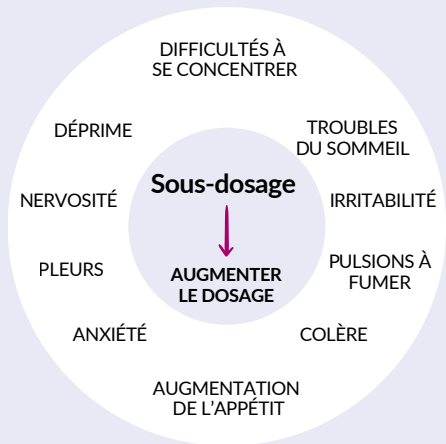 DIFFICULTÉS À
SE CONCENTRER
DÉPRIME
TROUBLES
DU SOMMEIL
Sous-dosage
NERVOSITÉ
IRRITABILITÉ
PLEURS
AUGMENTER
LE DOSAGE
PULSIONS À
FUMER
ANXIÉTÉ
COLÈRE
AUGMENTATION
DE L'APPÉTIT